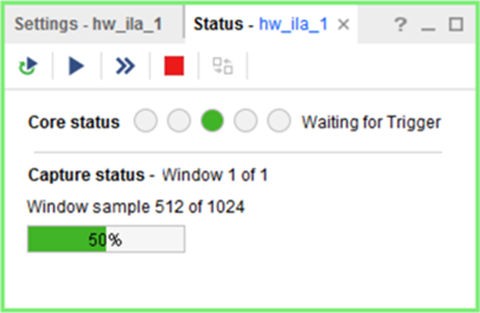 Settings - hw_ila_1
Status - hw_ila_1 × ?
Core status Waiting for Trigger
Capture status - Window 1 of 1
Window sample 512 of 1024
50%